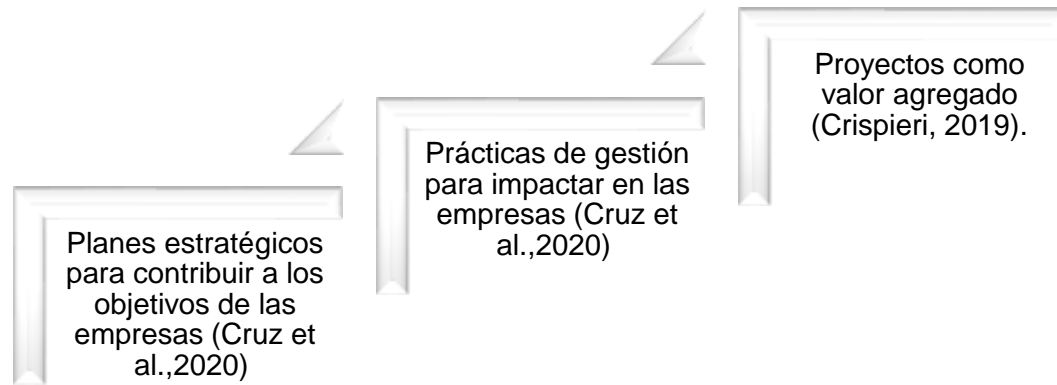 Planes estratégicos
para contribuir a los
objetivos de las
empresas (Cruz et
al.,2020)
Prácticas de gestión
para impactar en las
empresas (Cruz et
al.,2020)
Proyectos como
valor agregado
(Crispieri, 2019).